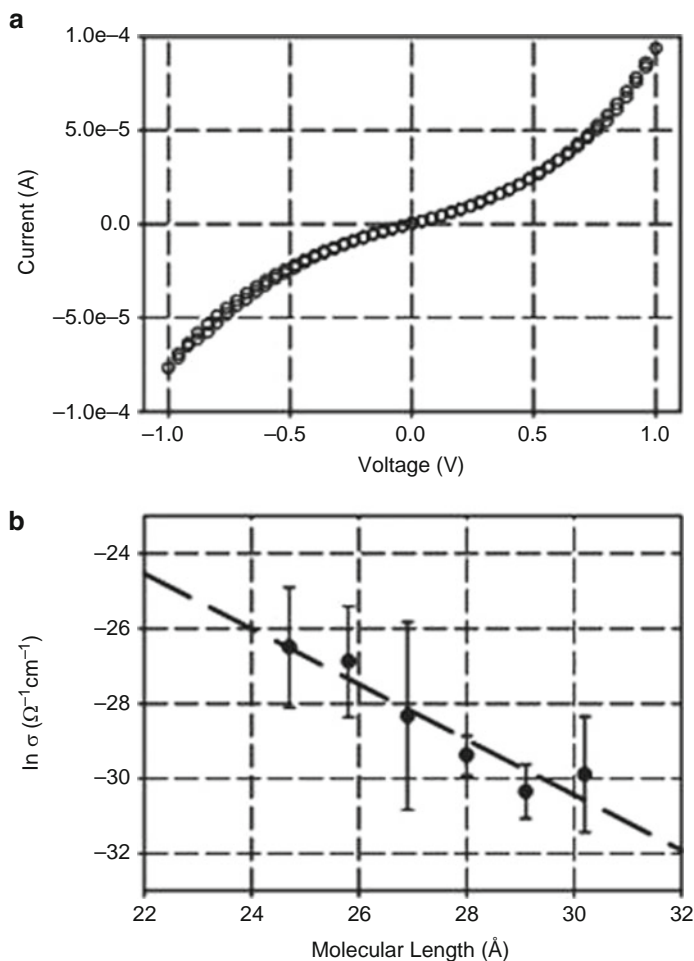 a
1.0e–4
5.0e–5
0.0
–5.0e–5
–1.0e–4
Current (A)
–1.0 –0.5 0.0 0.5 1.0
Voltage (V)
b
–24
–26
–28
–30
–32
ln σ (Ω⁻¹cm⁻¹)
22 24 26 28 30 32
Molecular Length (Å)